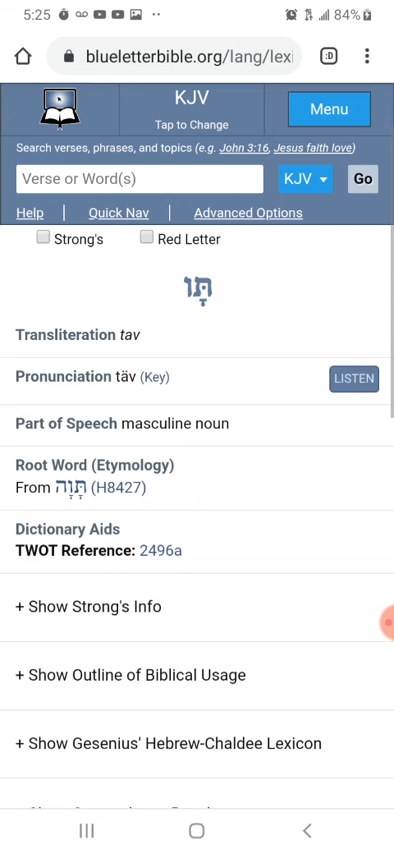 5:25 84%
blueletterbible.org/lang/lexi
:D
KJV
Tap to Change
Menu
Search verses, phrases, and topics (e.g. John 3:16, Jesus faith love)
Verse or Word(s) KJV Go
Help | Quick Nav | Advanced Options
Strong's Red Letter
תָּו
Transliteration tav
Pronunciation täv (Key) LISTEN
Part of Speech masculine noun
Root Word (Etymology)
From תָּוָה (H8427)
Dictionary Aids
TWOT Reference: 2496a
+ Show Strong's Info
+ Show Outline of Biblical Usage
+ Show Gesenius' Hebrew-Chaldee Lexicon